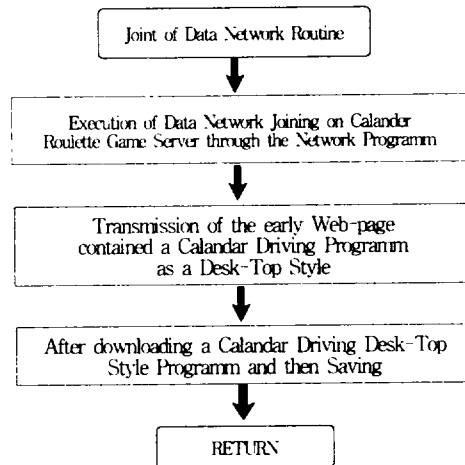 Joint of Data Network Routine
Execution of Data Network Joining on Calander
Roulette Game Server through the Network Programm
Transmission of the early Web-page
contained a Calandar Driving Programm
as a Desk-Top Style
After downloading a Calandar Driving Desk-Top
Style Programm and then Saving
RETURN